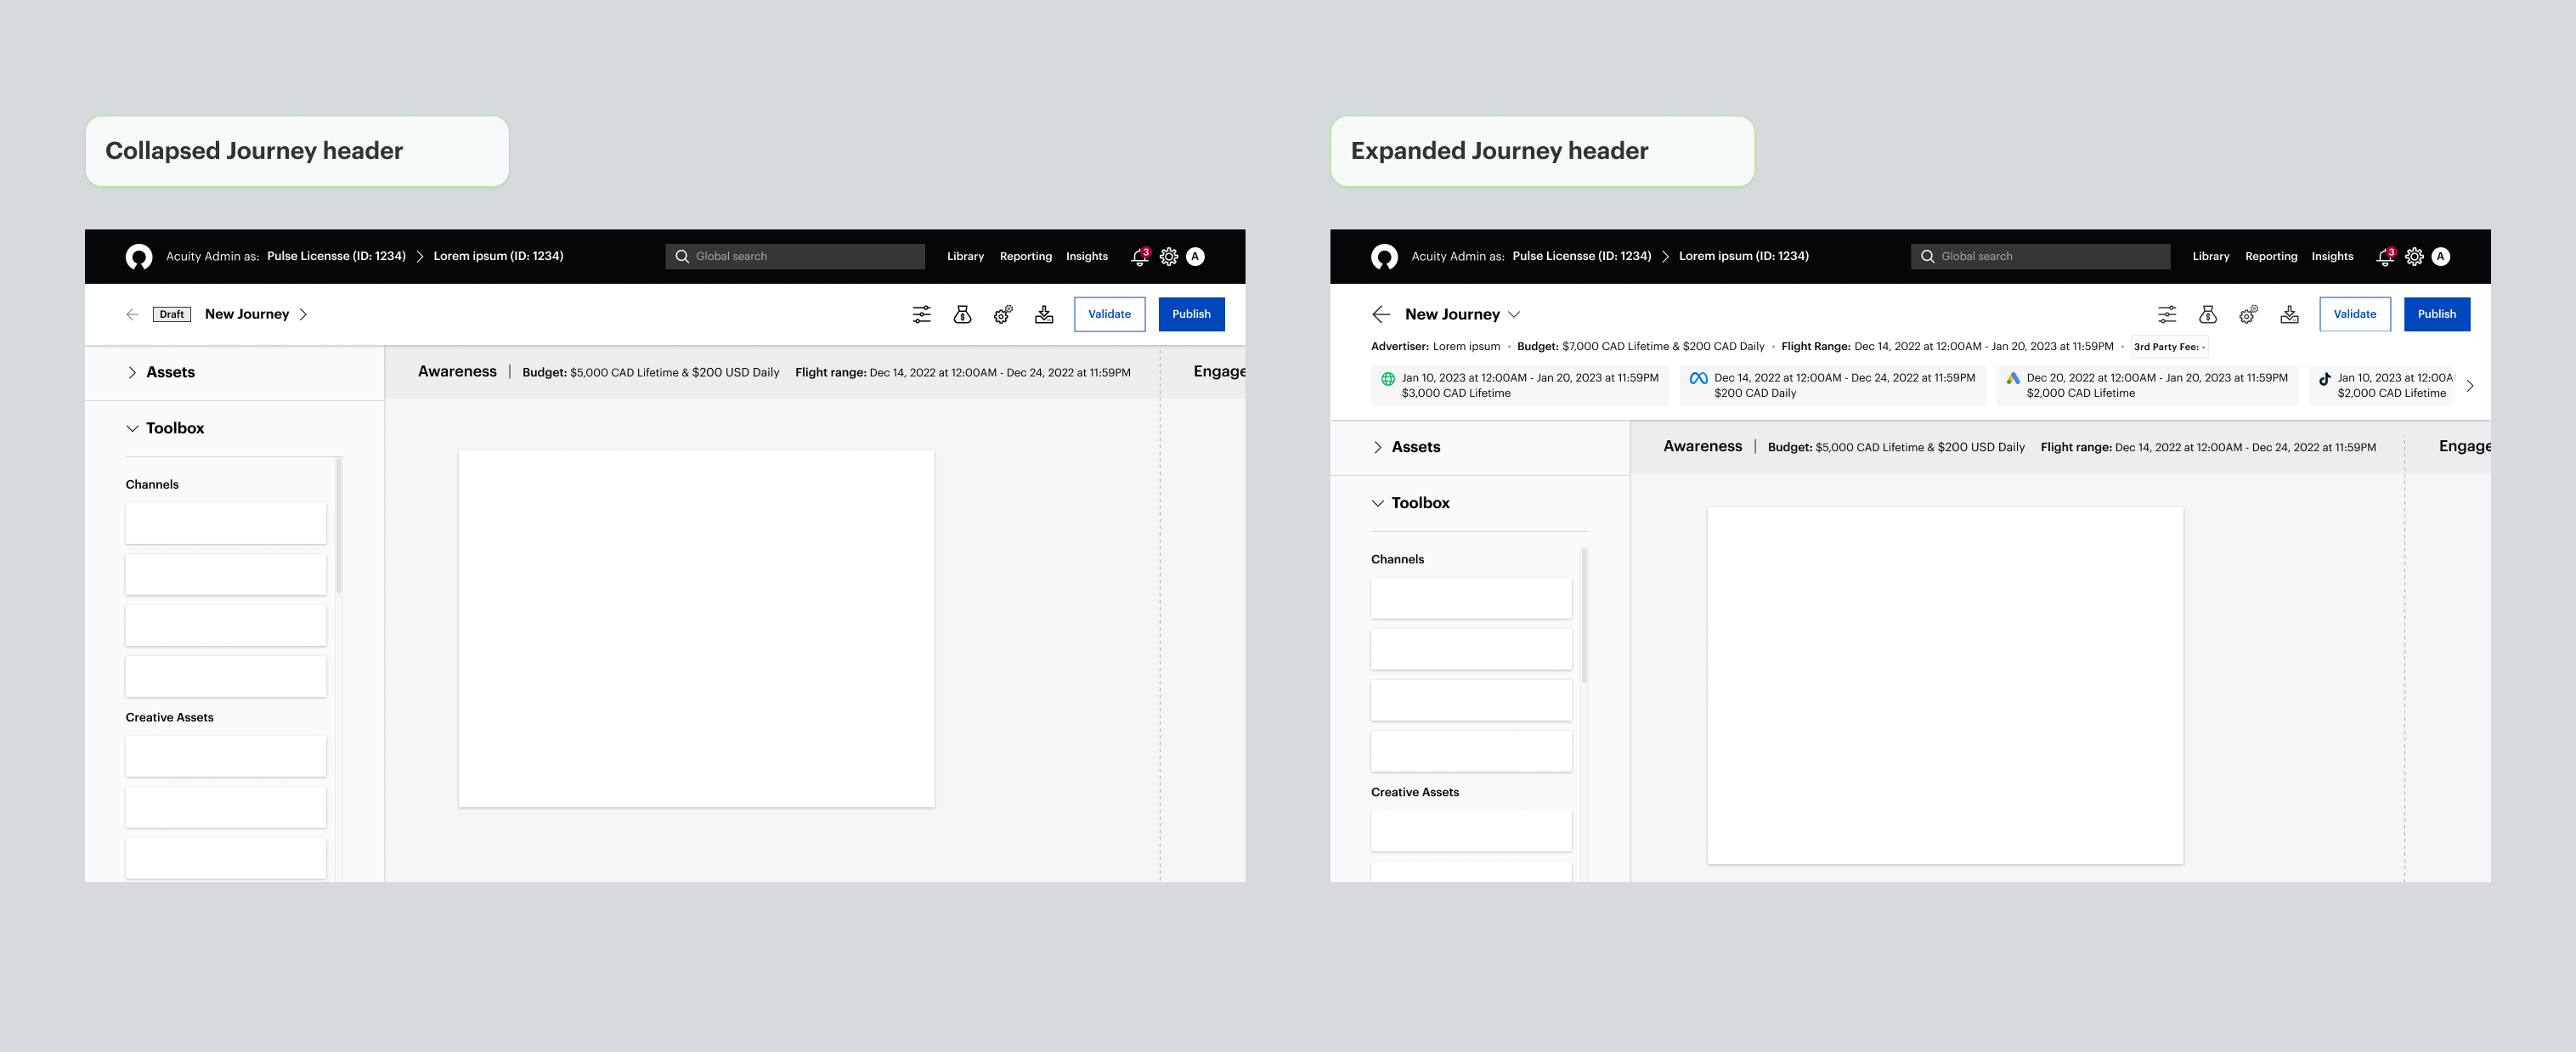 Collapsed Journey header
Acuity Admin as: Pulse Licensse (ID: 1234) Lorem ipsum (ID: 1234) Global search Library Reporting Insights 3 A
Draft New Journey Validate Publish
Assets
Awareness | Budget: $5,000 CAD Lifetime & $200 USD Daily Flight range: Dec 14, 2022 at 12:00AM - Dec 24, 2022 at 11:59PM Engage
Toolbox
Channels
Creative Assets
Expanded Journey header
Acuity Admin as: Pulse Licensse (ID: 1234) Lorem ipsum (ID: 1234) Global search Library Reporting Insights 3 A
New Journey Validate Publish
Advertiser: Lorem ipsum • Budget: $7,000 CAD Lifetime & $200 CAD Daily • Flight Range: Dec 14, 2022 at 12:00AM - Jan 20, 2023 at 11:59PM • 3rd Party Fee: -
Jan 10, 2023 at 12:00AM - Jan 20, 2023 at 11:59PM
$3,000 CAD Lifetime
Dec 14, 2022 at 12:00AM - Dec 24, 2022 at 11:59PM
$200 CAD Daily
Dec 20, 2022 at 12:00AM - Jan 20, 2023 at 11:59PM
$2,000 CAD Lifetime
Jan 10, 2023 at 12:00A
$2,000 CAD Lifetime
Assets
Awareness | Budget: $5,000 CAD Lifetime & $200 USD Daily Flight range: Dec 14, 2022 at 12:00AM - Dec 24, 2022 at 11:59PM Engage
Toolbox
Channels
Creative Assets